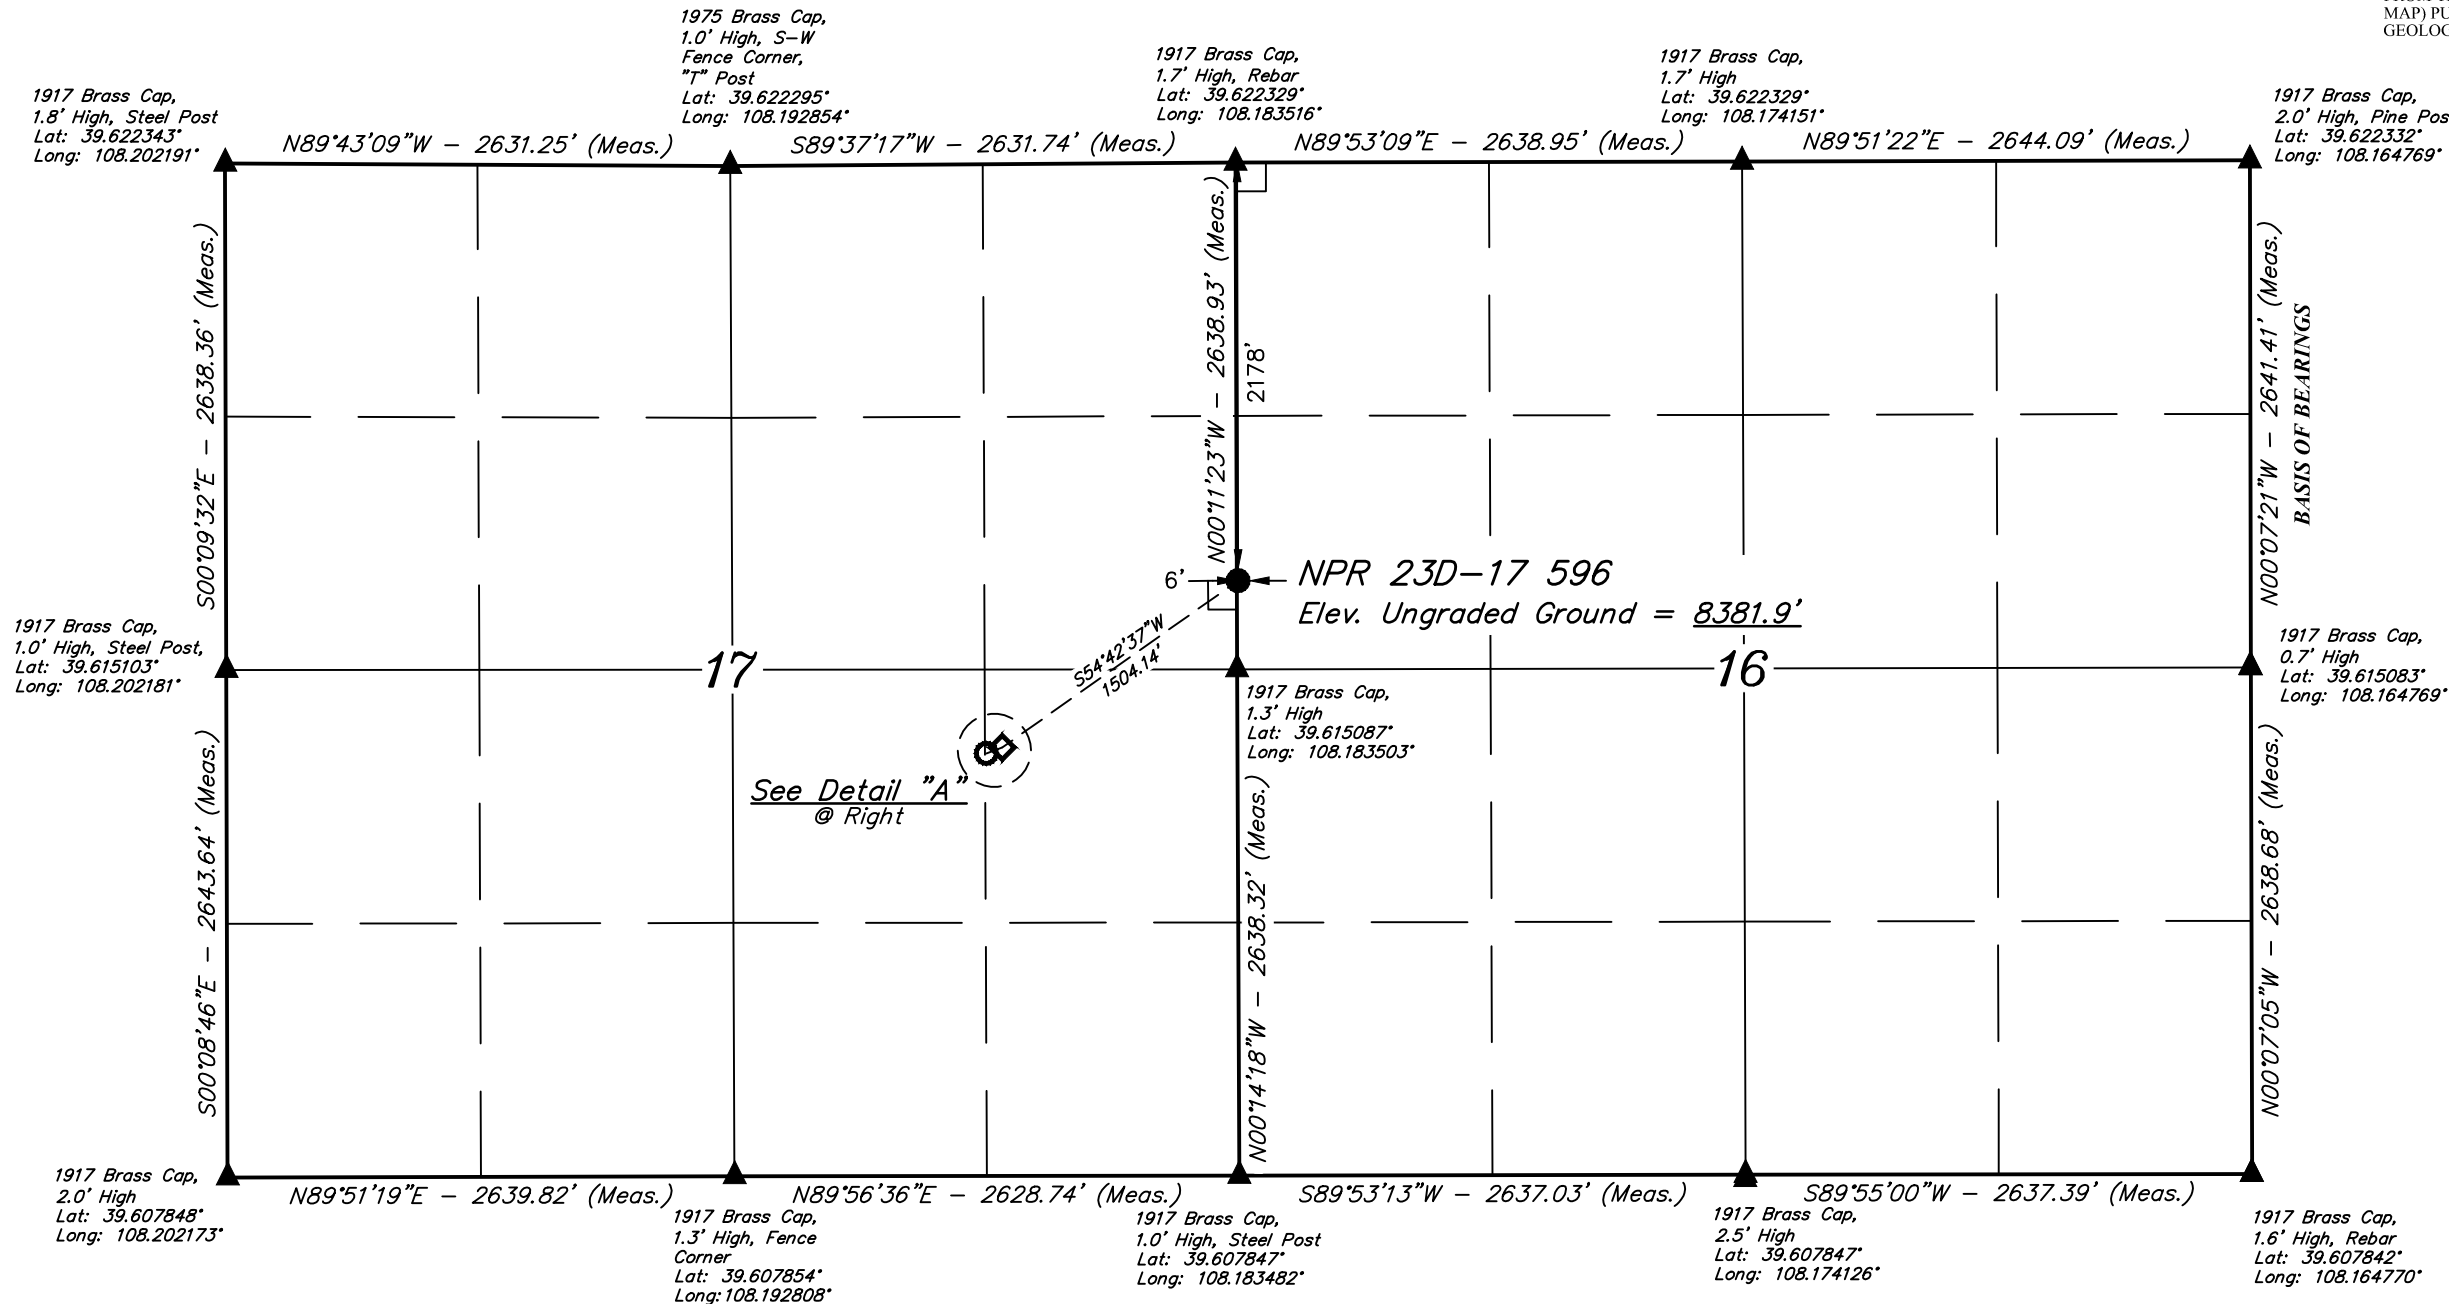 MAP) PU
GEOLOC
1975 Brass Cap,
1.0' High, S-W
Fence Corner,
"T" Post
Lat: 39.622295°
Long: 108.192854°
1917 Brass Cap,
1.7' High, Rebar
Lat: 39.622329°
Long: 108.183516°
1917 Brass Cap,
1.7' High
Lat: 39.622329°
Long: 108.174151°
1917 Brass Cap,
1.8' High, Steel Post
Lat: 39.622343°
Long: 108.202191°
1917 Brass Cap,
2.0' High, Pine Pos
Lat: 39.622332°
Long: 108.164769°
N89°43'09"W - 2631.25' (Meas.)
S89°37'17"W - 2631.74' (Meas.)
N89°53'09"E - 2638.95' (Meas.)
N89°51'22"E - 2644.09' (Meas.)
S00°09'32"E - 2638.36' (Meas.)
N00°11'23"W - 2638.93' (Meas.)
2178'
N00°07'21"W - 2641.41' (Meas.)
BASIS OF BEARINGS
6'
NPR 23D-17 596
Elev. Ungraded Ground = 8381.9'
S54°42'37"W
1504.14'
1917 Brass Cap,
1.0' High, Steel Post,
Lat: 39.615103°
Long: 108.202181°
17
16
1917 Brass Cap,
0.7' High
Lat: 39.615083°
Long: 108.164769°
1917 Brass Cap,
1.3' High
Lat: 39.615087°
Long: 108.183503°
See Detail "A"
@ Right
S00°08'46"E - 2643.64' (Meas.)
N00°14'18"W - 2638.32' (Meas.)
N00°07'05"W - 2638.68' (Meas.)
1917 Brass Cap,
2.0' High
Lat: 39.607848°
Long: 108.202173°
N89°51'19"E - 2639.82' (Meas.)
N89°56'36"E - 2628.74' (Meas.)
S89°53'13"W - 2637.03' (Meas.)
S89°55'00"W - 2637.39' (Meas.)
1917 Brass Cap,
1.3' High, Fence
Corner
Lat: 39.607854°
Long:108.192808°
1917 Brass Cap,
1.0' High, Steel Post
Lat: 39.607847°
Long: 108.183482°
1917 Brass Cap,
2.5' High
Lat: 39.607847°
Long: 108.174126°
1917 Brass Cap,
1.6' High, Rebar
Lat: 39.607842°
Long: 108.164770°